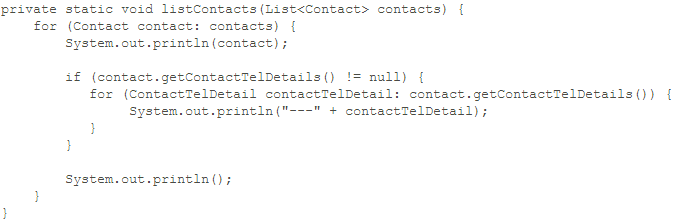 private static void listContacts(List<Contact> contacts) {
    for (Contact contact: contacts) {
        System.out.println(contact);

        if (contact.getContactTelDetails() != null) {
           for (ContactTelDetail contactTelDetail: contact.getContactTelDetails()) {
                System.out.println("---" + contactTelDetail);
           }
        }

        System.out.println();
    }
}